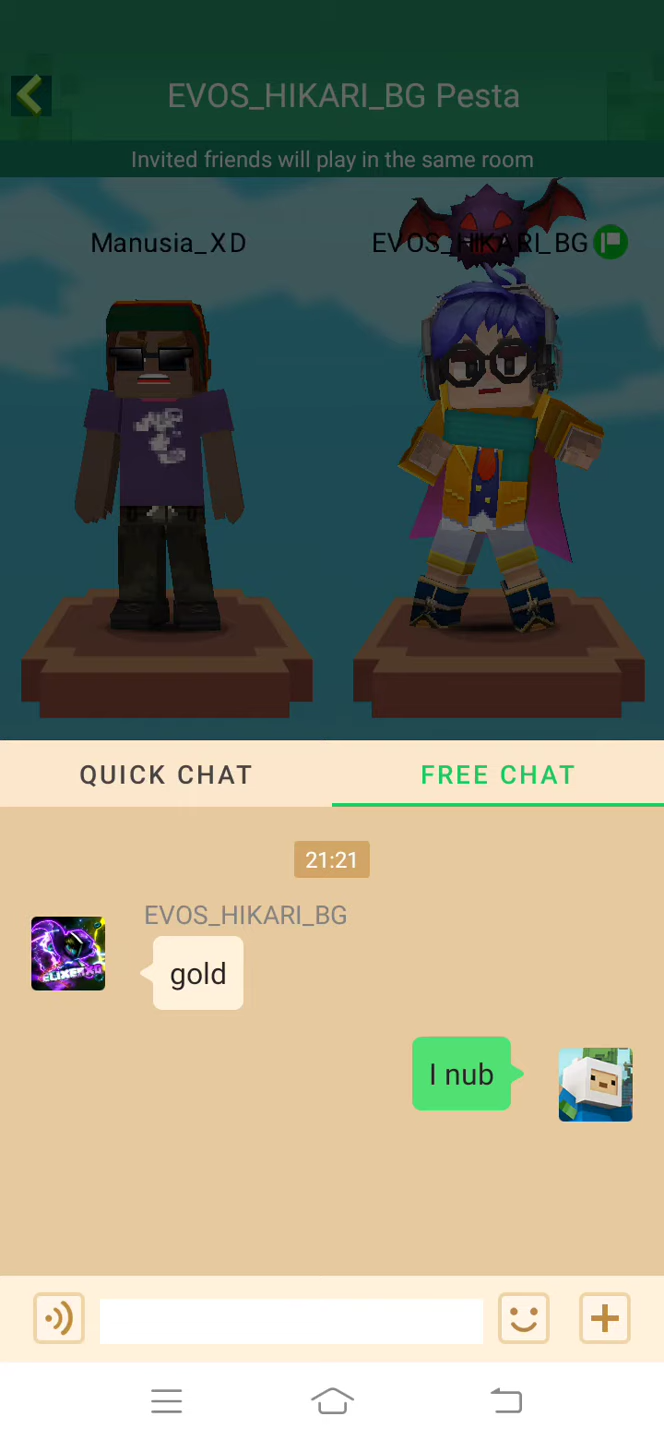 EVOS_HIKARI_BG Pesta
Invited friends will play in the same room
Manusia_XD
EVOS_HIKARI_BG
QUICK CHAT
FREE CHAT
21:21
EVOS_HIKARI_BG
gold
I nub